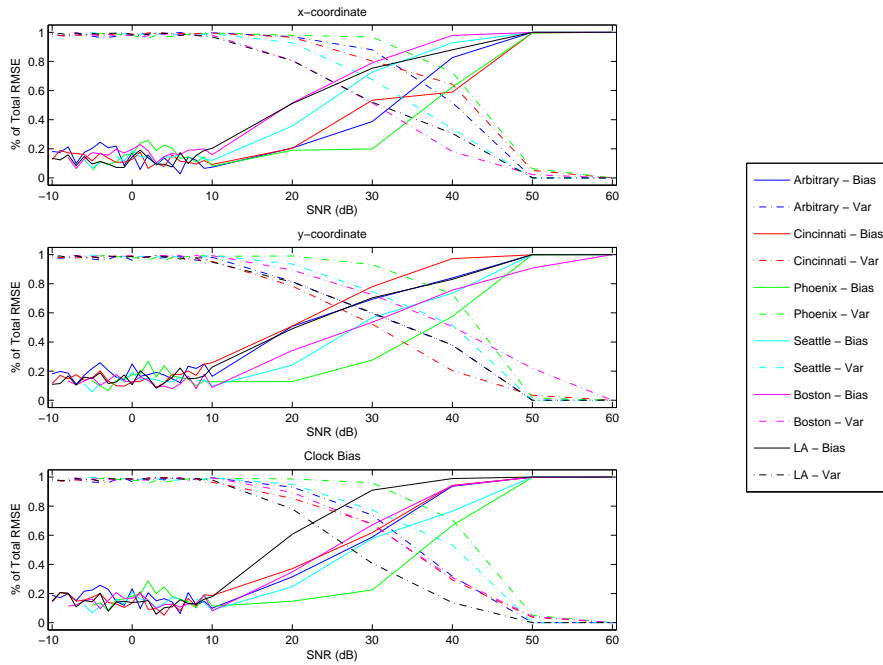 x−coordinate
% of Total RMSE
1
0.8
0.6
0.4
0.2
0
−10 0 10 20 30 40 50 60
SNR (dB)
y−coordinate
% of Total RMSE
1
0.8
0.6
0.4
0.2
0
−10 0 10 20 30 40 50 60
SNR (dB)
Clock Bias
% of Total RMSE
1
0.8
0.6
0.4
0.2
0
−10 0 10 20 30 40 50 60
SNR (dB)
Arbitrary − Bias
Arbitrary − Var
Cincinnati − Bias
Cincinnati − Var
Phoenix − Bias
Phoenix − Var
Seattle − Bias
Seattle − Var
Boston − Bias
Boston − Var
LA − Bias
LA − Var